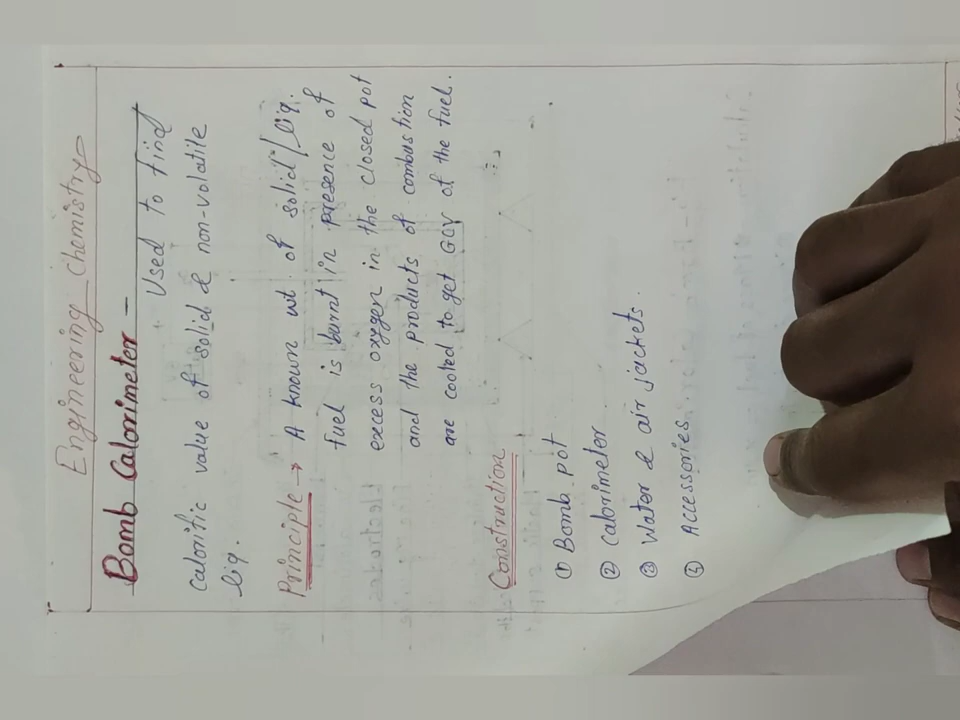 Engineering Chemistry
Bomb Calorimeter -
Used to find
Calorific value of solid & non-volatile
liq.
Principle → A known wt. of solid/liq.
fuel is burnt in presence of
excess oxygen in the closed pot
and the products of combustion
are cooled to get GCV of the fuel.
Construction
① Bomb pot
② Calorimeter
③ Water & air jackets.
④ Accessories